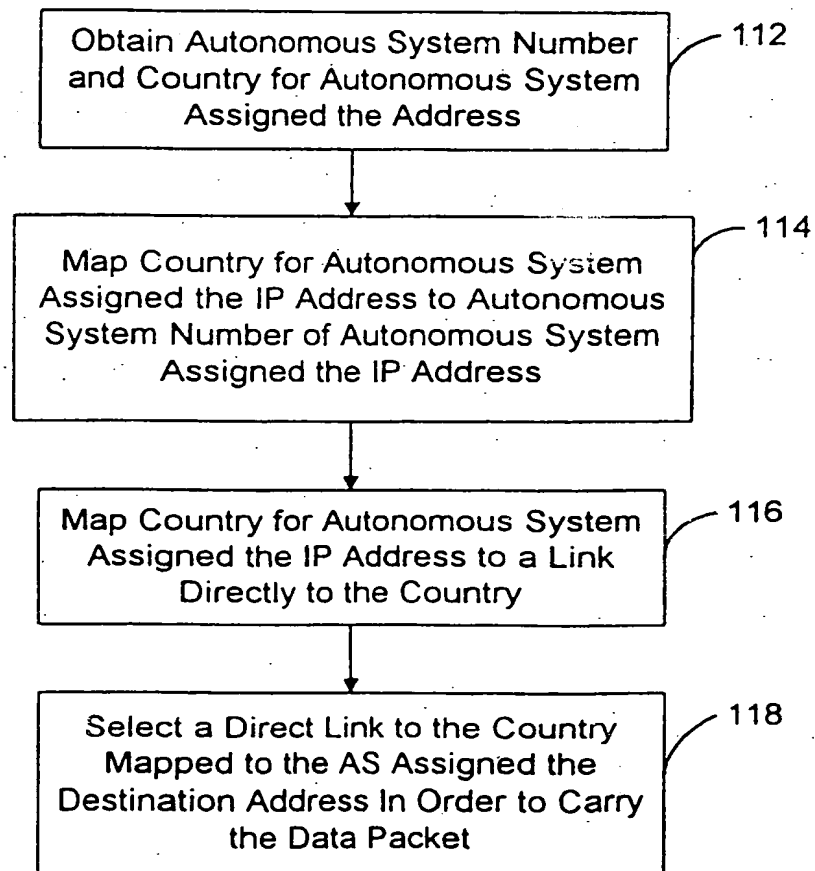 Obtain Autonomous System Number
and Country for Autonomous System
Assigned the Address
112
Map Country for Autonomous System
Assigned the IP Address to Autonomous
System Number of Autonomous System
Assigned the IP Address
114
Map Country for Autonomous System
Assigned the IP Address to a Link
Directly to the Country
116
Select a Direct Link to the Country
Mapped to the AS Assigned the
Destination Address In Order to Carry
the Data Packet
118